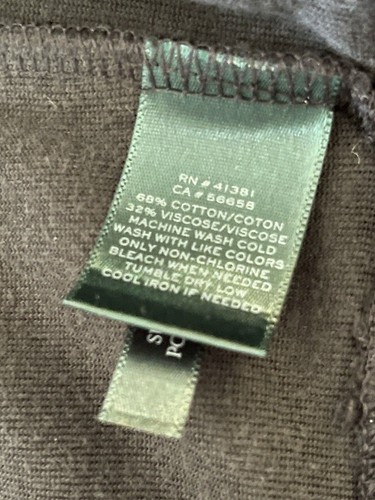 RN # 41381
CA # 56658
68% COTTON/COTON
32% VISCOSE/VISCOSE
MACHINE WASH COLD
WASH WITH LIKE COLORS
ONLY NON-CHLORINE
BLEACH WHEN NEEDED
TUMBLE DRY LOW
COOL IRON IF NEEDED